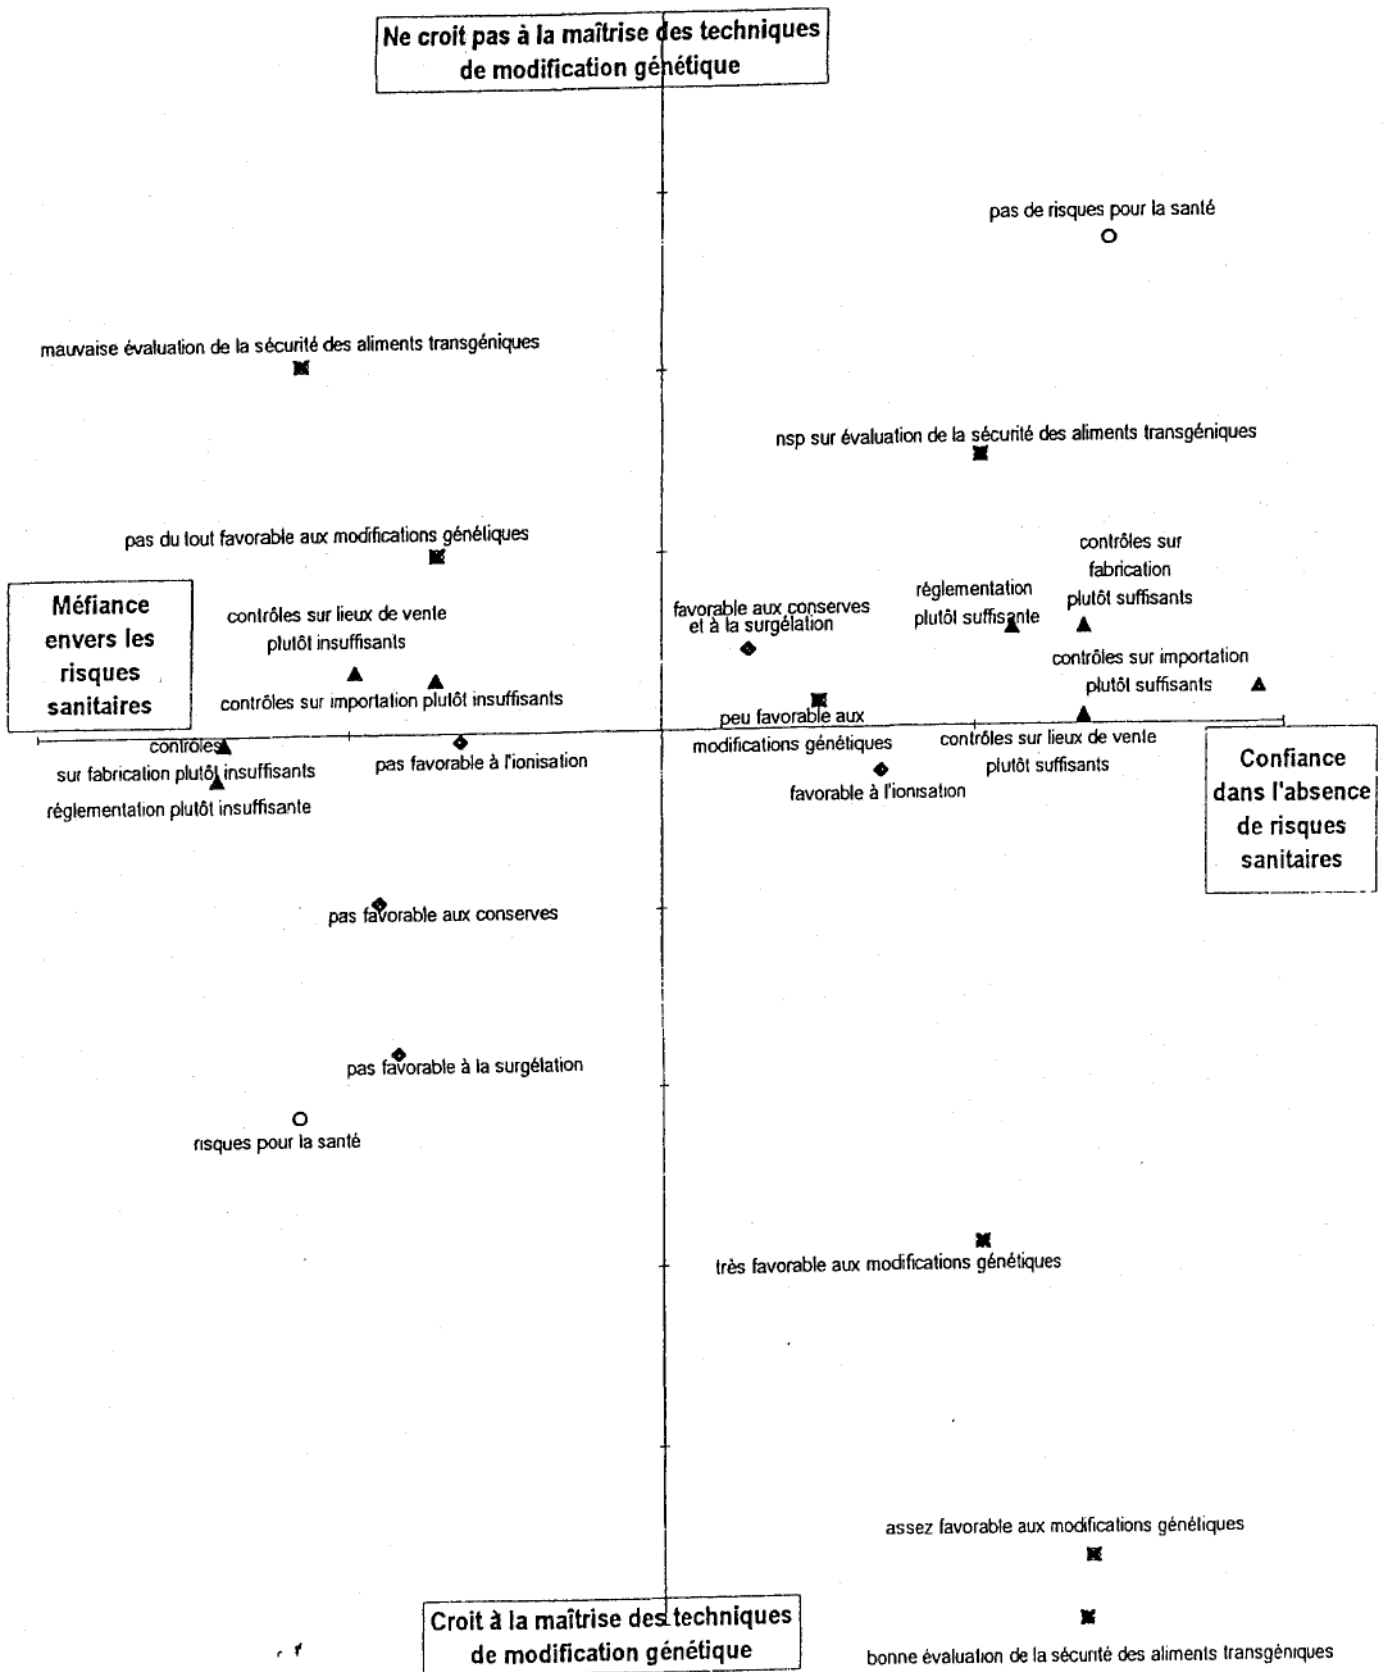 Ne croit pas à la maîtrise des techniques
de modification génétique
pas de risques pour la santé
mauvaise évaluation de la sécurité des aliments transgéniques
nsp sur évaluation de la sécurité des aliments transgéniques
pas du tout favorable aux modifications génétiques
contrôles sur
fabrication
plutôt suffisants
réglementation
plutôt suffisante
Méfiance
envers les
risques
sanitaires
contrôles sur lieux de vente
plutôt insuffisants
favorable aux conserves
et à la surgélation
contrôles sur importation
plutôt suffisants
contrôles sur importation plutôt insuffisants
peu favorable aux
modifications génétiques
contrôles sur lieux de vente
plutôt suffisants
contrôles
sur fabrication plutôt insuffisants
réglementation plutôt insuffisante
pas favorable à l'ionisation
favorable à l'ionisation
Confiance
dans l'absence
de risques
sanitaires
pas favorable aux conserves
pas favorable à la surgélation
risques pour la santé
très favorable aux modifications génétiques
assez favorable aux modifications génétiques
Croit à la maîtrise des techniques
de modification génétique
bonne évaluation de la sécurité des aliments transgéniques